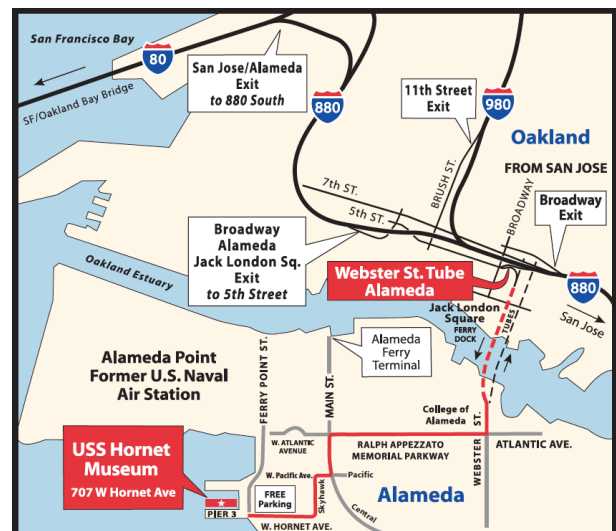 San Francisco Bay
80
SF/Oakland Bay Bridge
San Jose/Alameda
Exit
to 880 South
880
11th Street
Exit
980
Oakland
FROM SAN JOSE
7th ST.
5th ST.
BRUSH ST.
BROADWAY
Broadway
Exit
Broadway
Alameda
Jack London Sq.
Exit
to 5th Street
Webster St. Tube
Alameda
880
San Jose
Oakland Estuary
Jack London
Square
FERRY
DOCK
TUBES
Alameda
Ferry
Terminal
Alameda Point
Former U.S. Naval
Air Station
FERRY POINT ST.
MAIN ST.
College of
Alameda
WEBSTER ST.
W. ATLANTIC
AVENUE
RALPH APPEZZATO
MEMORIAL PARKWAY
ATLANTIC AVE.
USS Hornet
Museum
707 W Hornet Ave
PIER 3
W. Pacific Ave.
Pacific
FREE
Parking
Skyhawk
Alameda
Central
W. HORNET AVE.